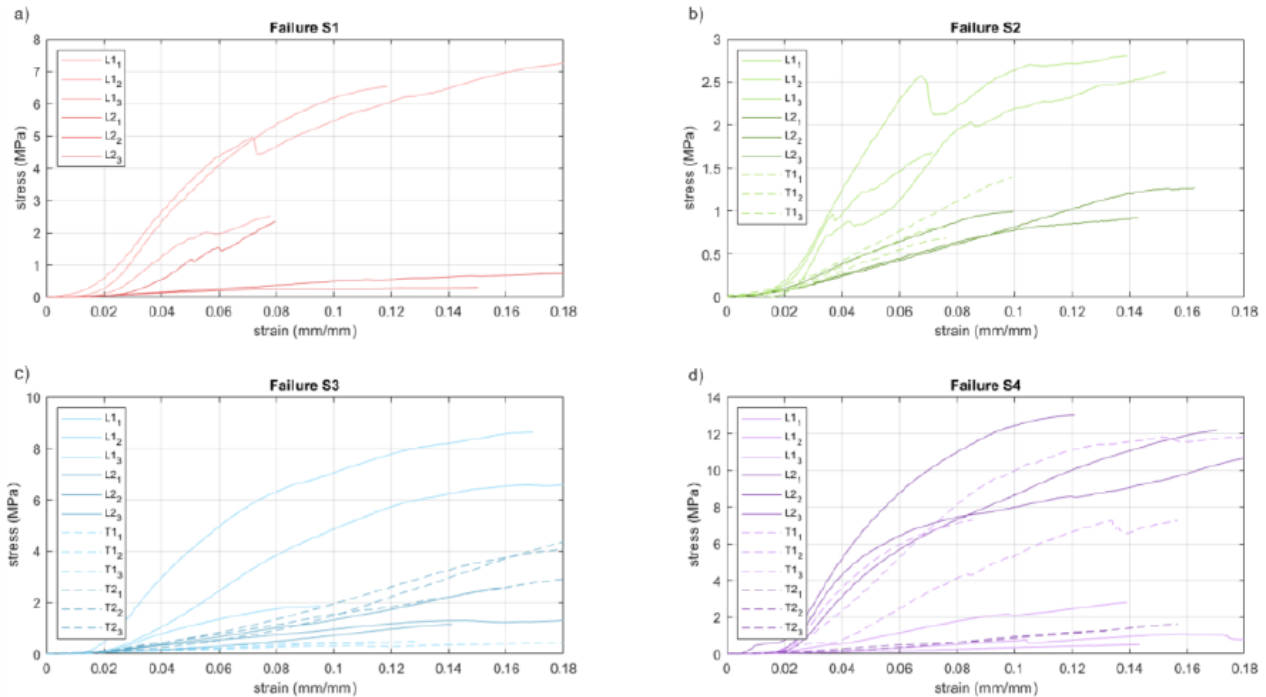 a)
Failure S1
8
7
6
5
4
3
2
1
0
stress (MPa)
L1₁
L1₂
L1₃
L2₁
L2₂
L2₃
0 0.02 0.04 0.06 0.08 0.1 0.12 0.14 0.16 0.18
strain (mm/mm)
b)
Failure S2
3
2.5
2
1.5
1
0.5
0
stress (MPa)
L1₁
L1₂
L1₃
L2₁
L2₂
L2₃
T1₁
T1₂
T1₃
0 0.02 0.04 0.06 0.08 0.1 0.12 0.14 0.16 0.18
strain (mm/mm)
c)
Failure S3
10
8
6
4
2
0
stress (MPa)
L1₁
L1₂
L1₃
L2₁
L2₂
L2₃
T1₁
T1₂
T1₃
T2₁
T2₂
T2₃
0 0.02 0.04 0.06 0.08 0.1 0.12 0.14 0.16 0.18
strain (mm/mm)
d)
Failure S4
14
12
10
8
6
4
2
0
stress (MPa)
L1₁
L1₂
L1₃
L2₁
L2₂
L2₃
T1₁
T1₂
T1₃
T2₁
T2₂
T2₃
0 0.02 0.04 0.06 0.08 0.1 0.12 0.14 0.16 0.18
strain (mm/mm)